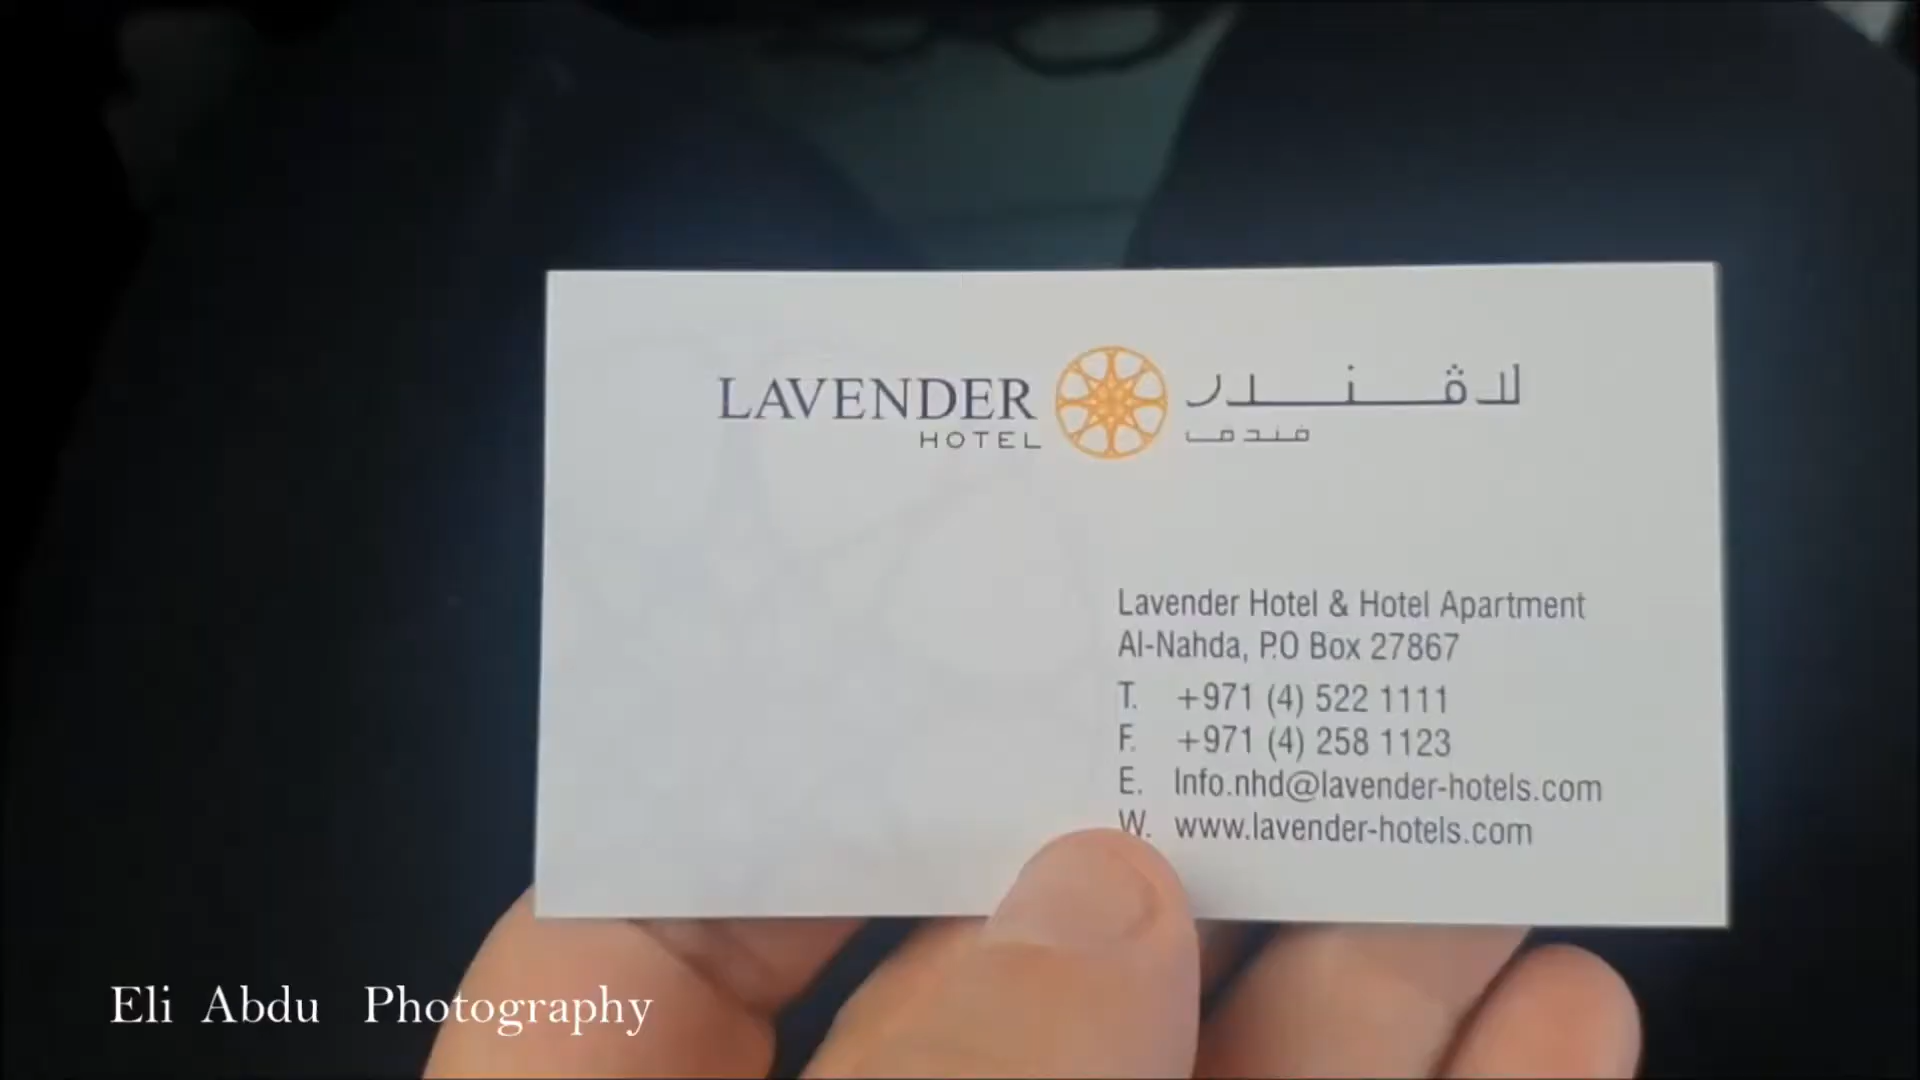 LAVENDER
HOTEL
لاڤندر
فندق
Lavender Hotel & Hotel Apartment
Al-Nahda, P.O Box 27867
T. +971 (4) 522 1111
F. +971 (4) 258 1123
E. Info.nhd@lavender-hotels.com
W. www.lavender-hotels.com
Eli Abdu Photography